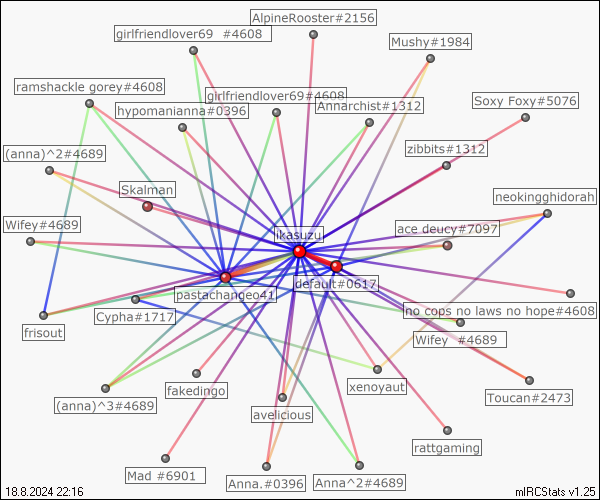 AlpineRooster#2156
girlfriendlover69 #4608
Mushy#1984
ramshackle gorey#4608
girlfriendlover69#4608
Soxy Foxy#5076
hypomanianna#0396
Annarchist#1312
(anna)^2#4689
zibbits#1312
Skalman
neokingghidorah
Wifey#4689
ikasuzu
ace deucy#7097
default#0617
pastachangeo41
no cops no laws no hope#4608
Cypha#1717
frisout
Wifey #4689
fakedingo
xenoyaut
Toucan#2473
(anna)^3#4689
avelicious
rattgaming
Mad #6901
Anna.#0396
Anna^2#4689
18.8.2024 22:16
mIRCStats v1.25